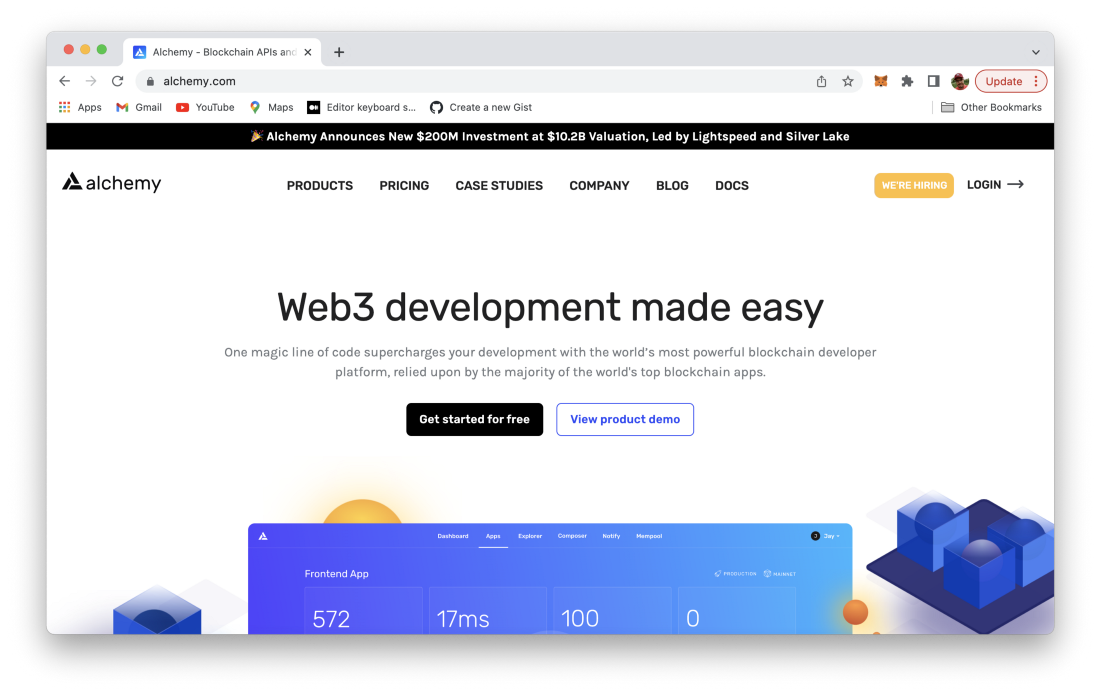 Alchemy - Blockchain APIs and
alchemy.com
Update
Apps
Gmail
YouTube
Maps
Editor keyboard s...
Create a new Gist
Other Bookmarks
🎉 Alchemy Announces New $200M Investment at $10.2B Valuation, Led by Lightspeed and Silver Lake
alchemy
PRODUCTS
PRICING
CASE STUDIES
COMPANY
BLOG
DOCS
WE'RE HIRING
LOGIN
Web3 development made easy
One magic line of code supercharges your development with the world's most powerful blockchain developer
platform, relied upon by the majority of the world's top blockchain apps.
Get started for free
View product demo
Dashboard
Apps
Explorer
Composer
Notify
Mempool
J
Jay
Frontend App
PRODUCTION
MAINNET
572
17ms
100
0